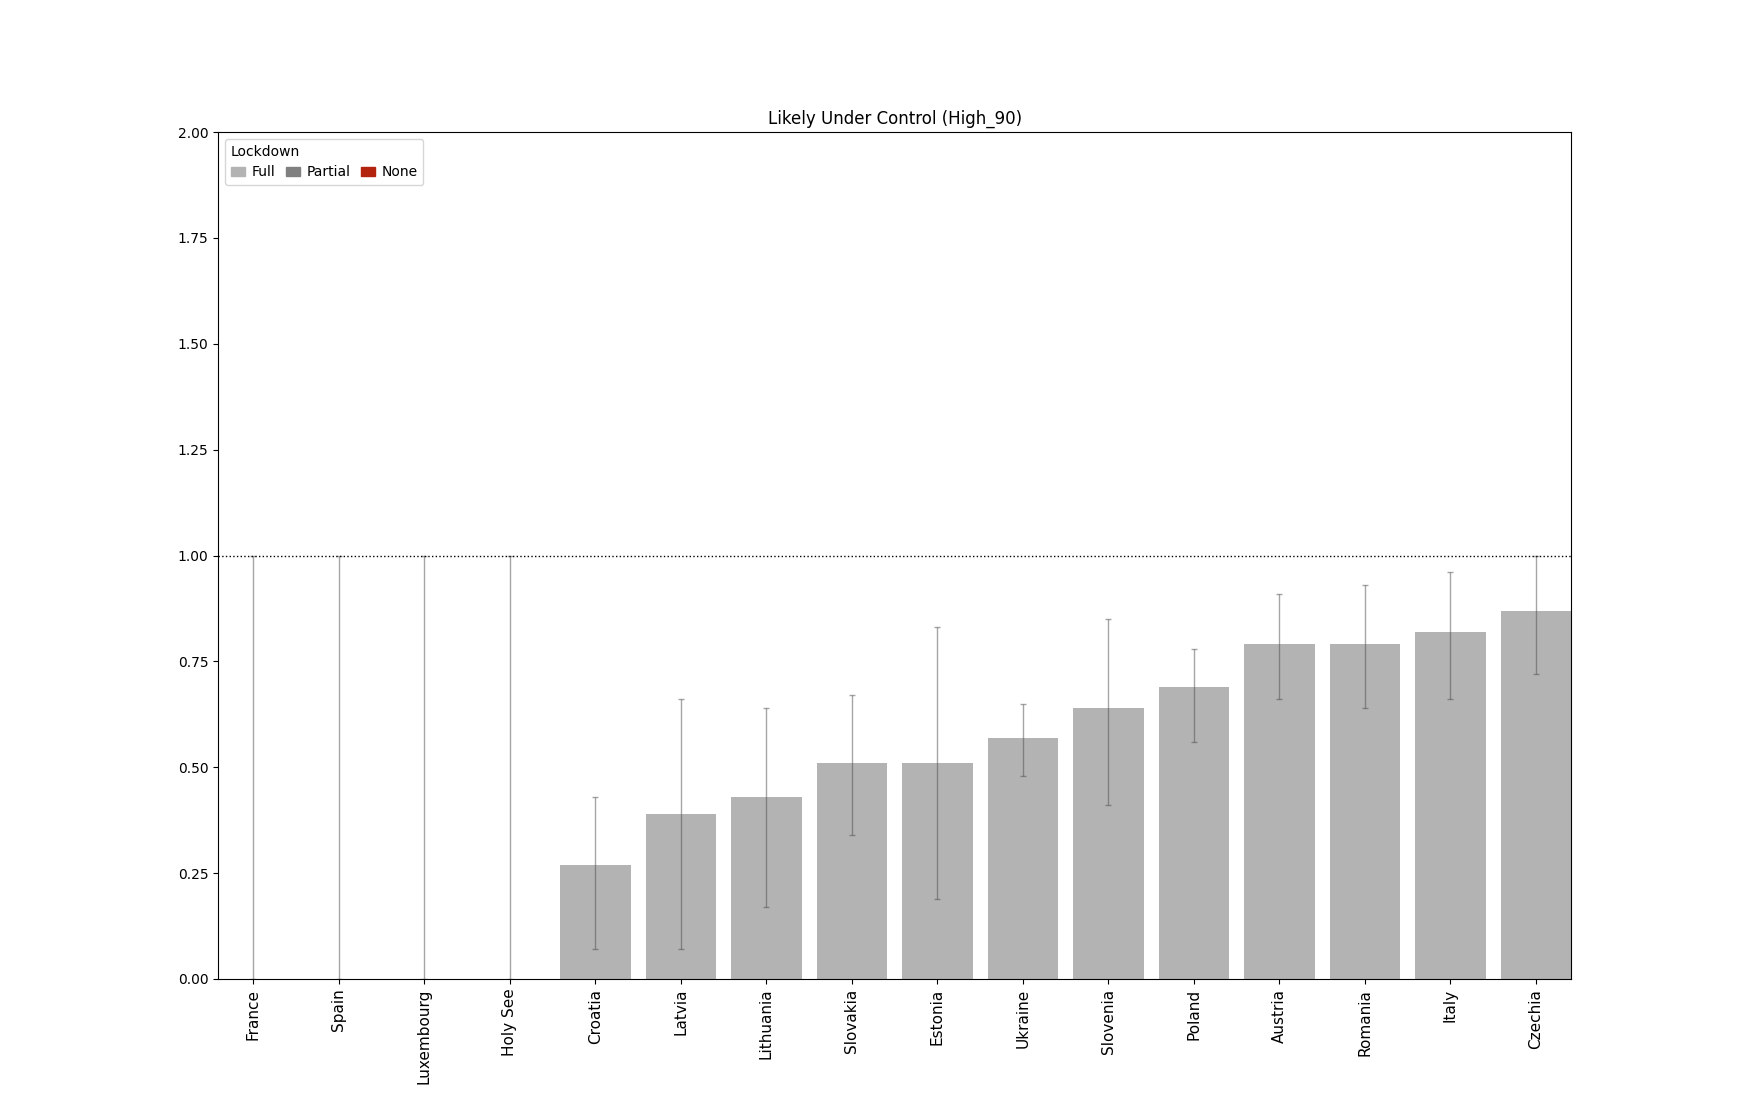 Likely Under Control (High_90)
Lockdown
Full Partial None
2.00
1.75
1.50
1.25
1.00
0.75
0.50
0.25
0.00
France
Spain
Luxembourg
Holy See
Croatia
Latvia
Lithuania
Slovakia
Estonia
Ukraine
Slovenia
Poland
Austria
Romania
Italy
Czechia